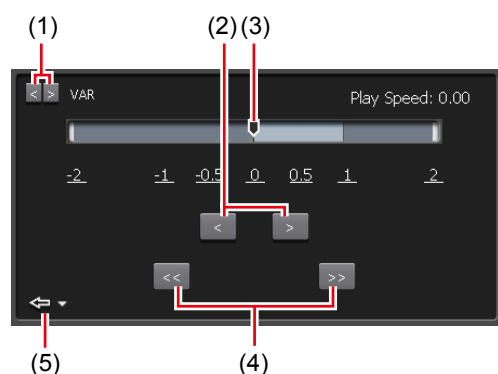 (1) (2) (3)
< > VAR Play Speed: 0.00
-2 -1 -0.5 0 0.5 1 2
< >
<< >>
(5) (4)